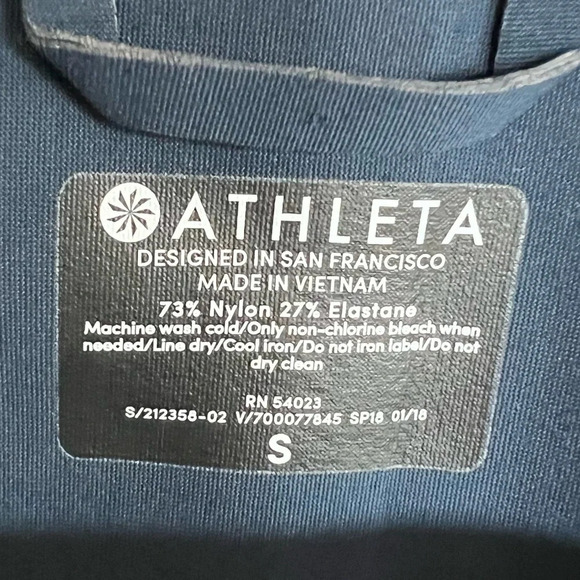 ATHLETA
DESIGNED IN SAN FRANCISCO
MADE IN VIETNAM
73% Nylon 27% Elastane
Machine wash cold/Only non-chlorine bleach when
needed/Line dry/Cool iron/Do not iron label/Do not
dry clean
RN 54023
S/212358-02 V/700077845 SP18 01/18
S